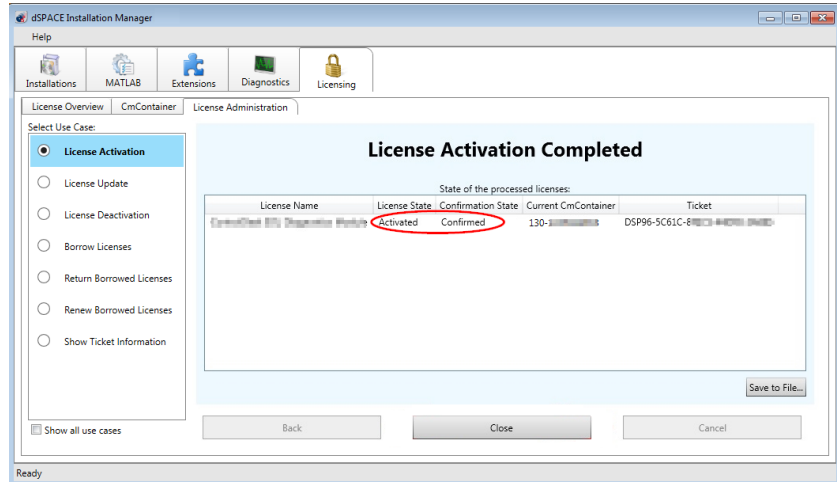 dSPACE Installation Manager
Help
Installations MATLAB Extensions Diagnostics Licensing
License Overview CmContainer License Administration
Select Use Case:
License Activation
License Update
License Deactivation
Borrow Licenses
Return Borrowed Licenses
Renew Borrowed Licenses
Show Ticket Information
Show all use cases
License Activation Completed
State of the processed licenses:
License Name License State Confirmation State Current CmContainer Ticket
Activated Confirmed 130- DSP96-5C61C-8
Save to File...
Back Close Cancel
Ready